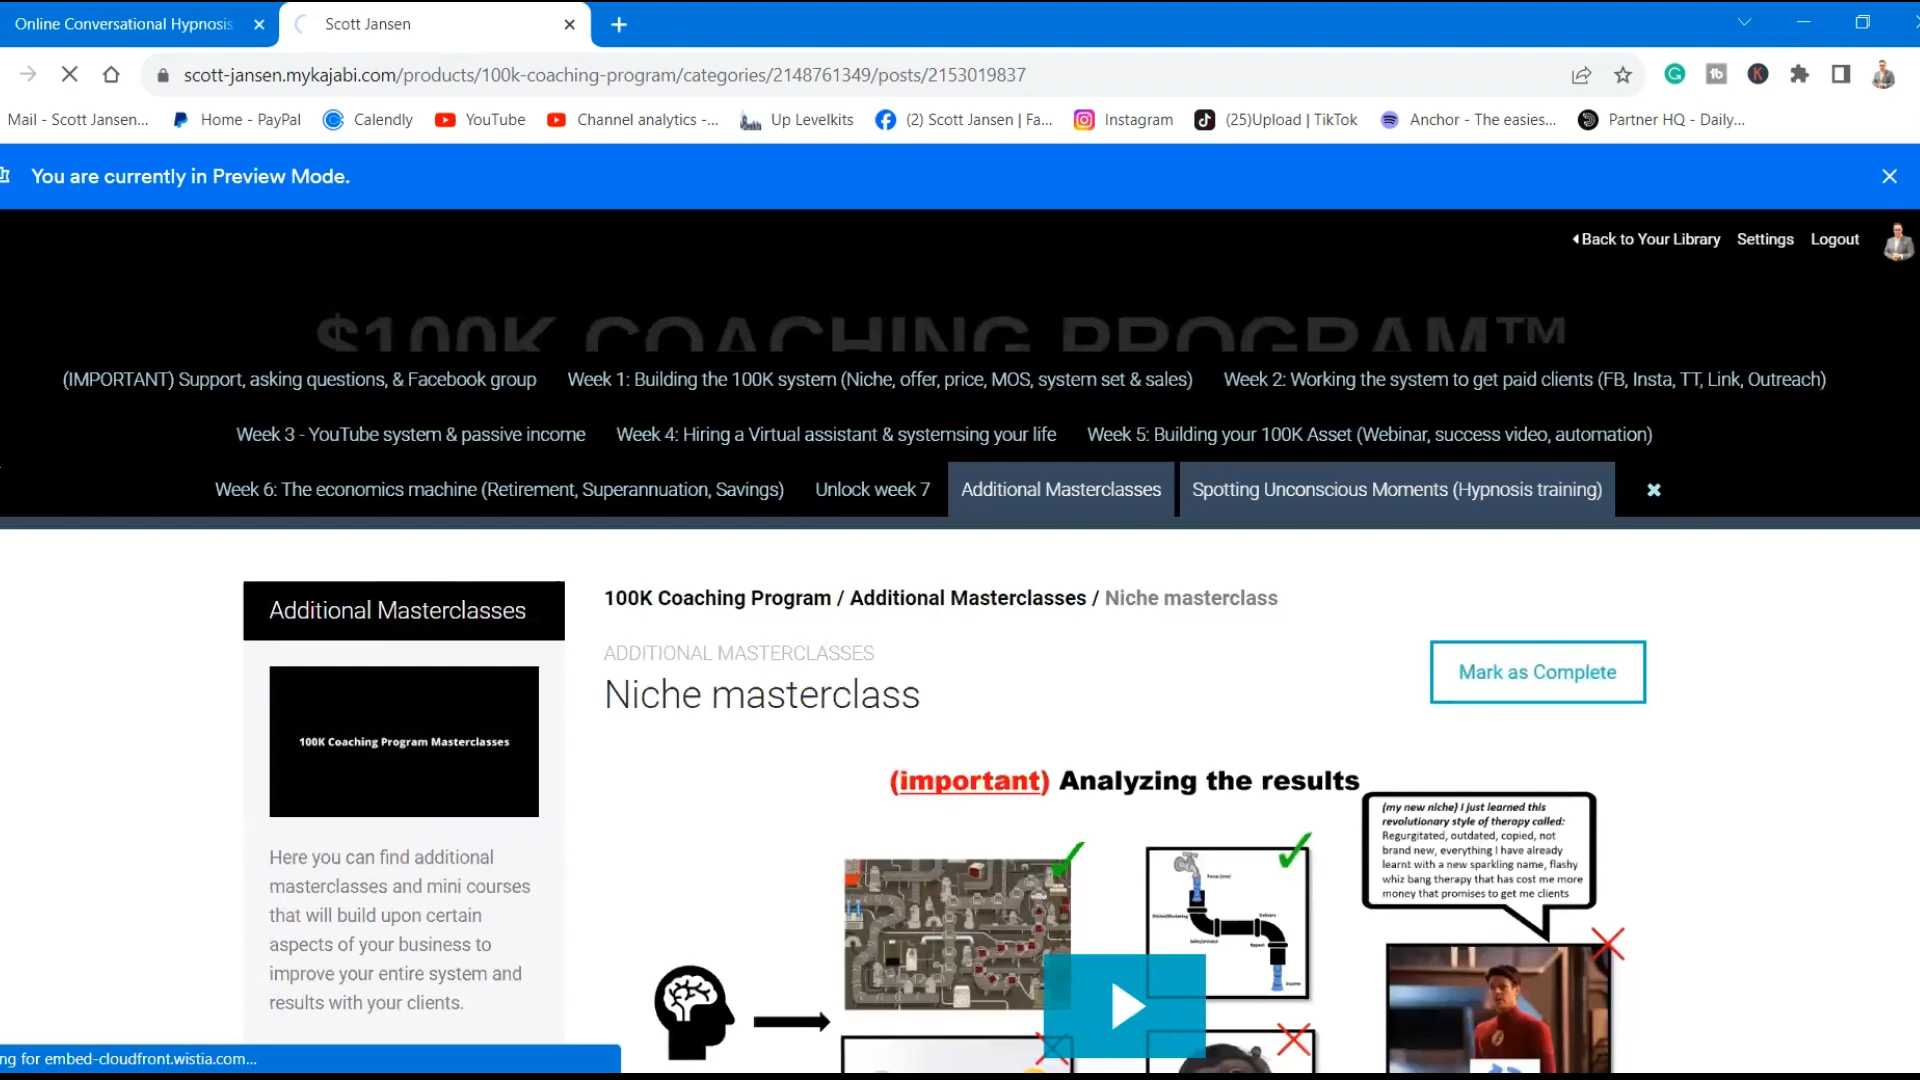 Online Conversational Hypnosis
Scott Jansen
scott-jansen.mykajabi.com/products/100k-coaching-program/categories/2148761349/posts/2153019837
Mail - Scott Jansen...
Home - PayPal
Calendly
YouTube
Channel analytics -...
Up Levelkits
(2) Scott Jansen | Fa...
Instagram
(25)Upload | TikTok
Anchor - The easies...
Partner HQ - Daily...
You are currently in Preview Mode.
Back to Your Library
Settings
Logout
$100K COACHING PROGRAM™
(IMPORTANT) Support, asking questions, & Facebook group
Week 1: Building the 100K system (Niche, offer, price, MOS, system set & sales)
Week 2: Working the system to get paid clients (FB, Insta, TT, Link, Outreach)
Week 3 - YouTube system & passive income
Week 4: Hiring a Virtual assistant & systemsing your life
Week 5: Building your 100K Asset (Webinar, success video, automation)
Week 6: The economics machine (Retirement, Superannuation, Savings)
Unlock week 7
Additional Masterclasses
Spotting Unconscious Moments (Hypnosis training)
Additional Masterclasses
100K Coaching Program Masterclasses
Here you can find additional
masterclasses and mini courses
that will build upon certain
aspects of your business to
improve your entire system and
results with your clients.
100K Coaching Program / Additional Masterclasses / Niche masterclass
ADDITIONAL MASTERCLASSES
Niche masterclass
Mark as Complete
(important) Analyzing the results
(my new niche) I just learned this
revolutionary style of therapy called:
Regurgitated, outdated, copied, not
brand new, everything I have already
learnt with a new sparkling name, flashy
whiz bang therapy that has cost me more
money that promises to get me clients
ng for embed-cloudfront.wistia.com...